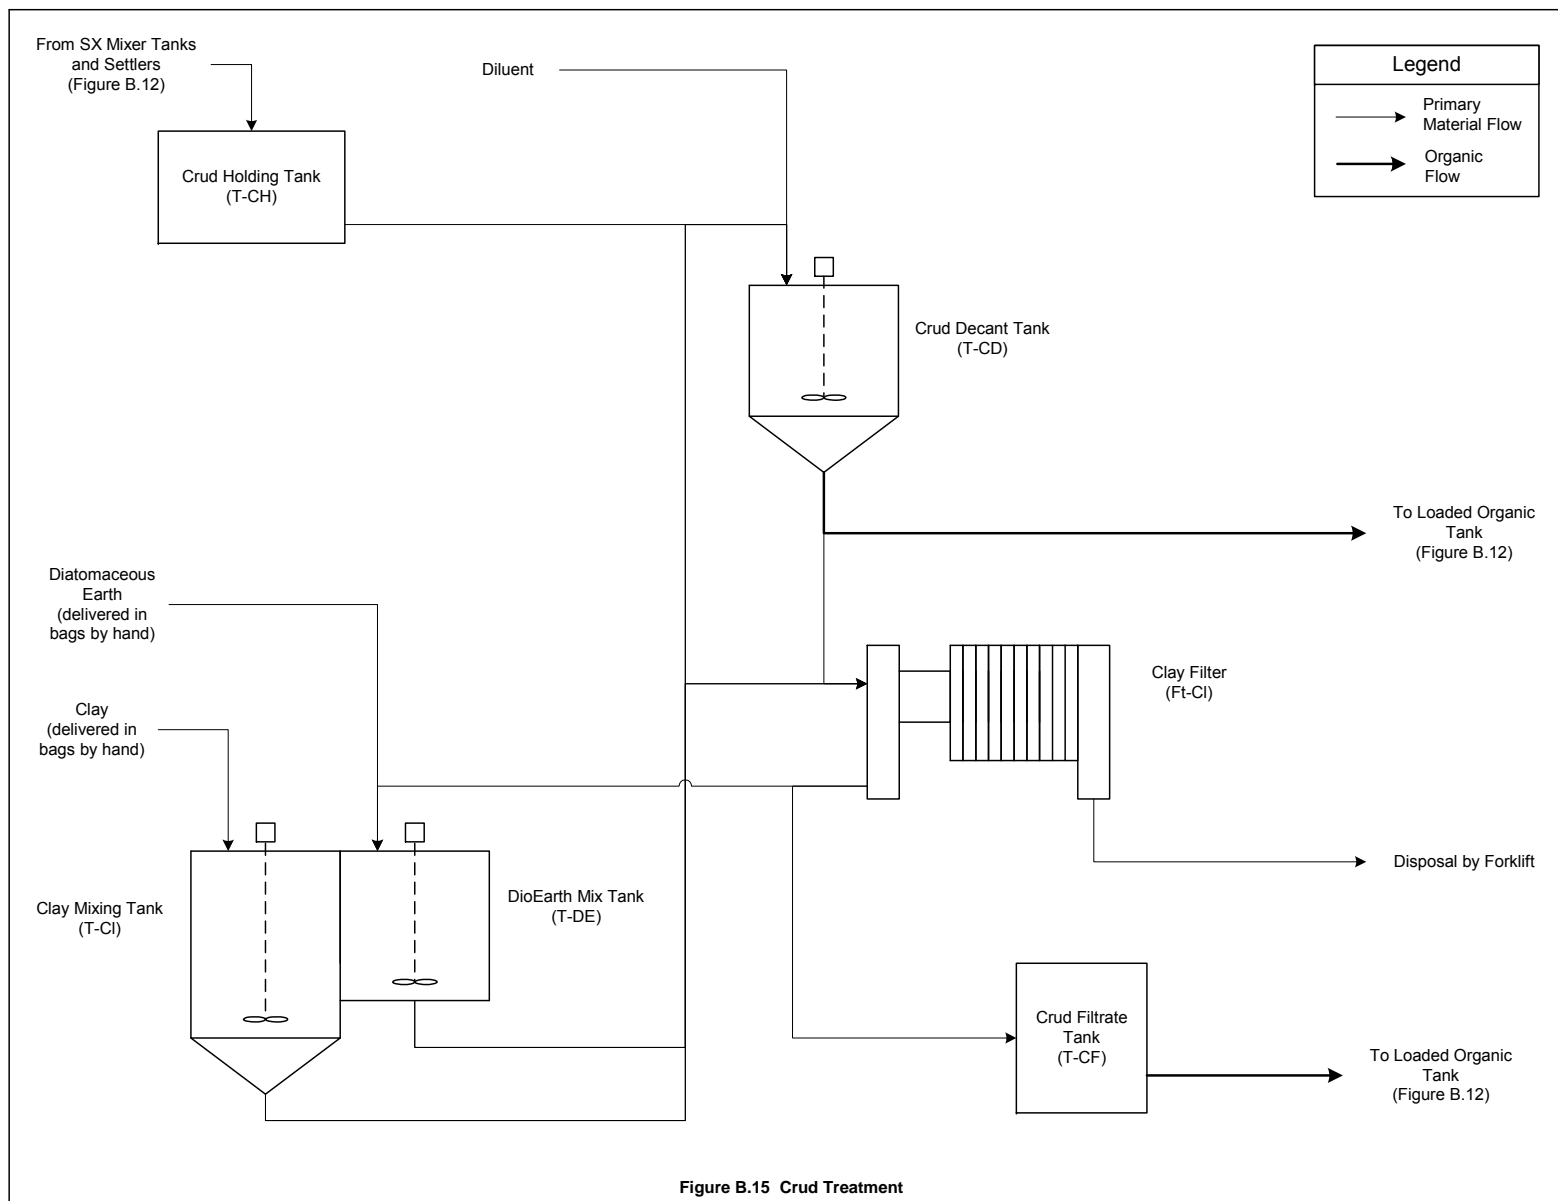 From SX Mixer Tanks
and Settlers
(Figure B.12)
Diluent
Legend
Primary
Material Flow
Organic
Flow
Crud Holding Tank
(T-CH)
Crud Decant Tank
(T-CD)
To Loaded Organic
Tank
(Figure B.12)
Diatomaceous
Earth
(delivered in
bags by hand)
Clay
(delivered in
bags by hand)
Clay Filter
(Ft-Cl)
Disposal by Forklift
Clay Mixing Tank
(T-Cl)
DioEarth Mix Tank
(T-DE)
Crud Filtrate
Tank
(T-CF)
To Loaded Organic
Tank
(Figure B.12)
Figure B.15 Crud Treatment